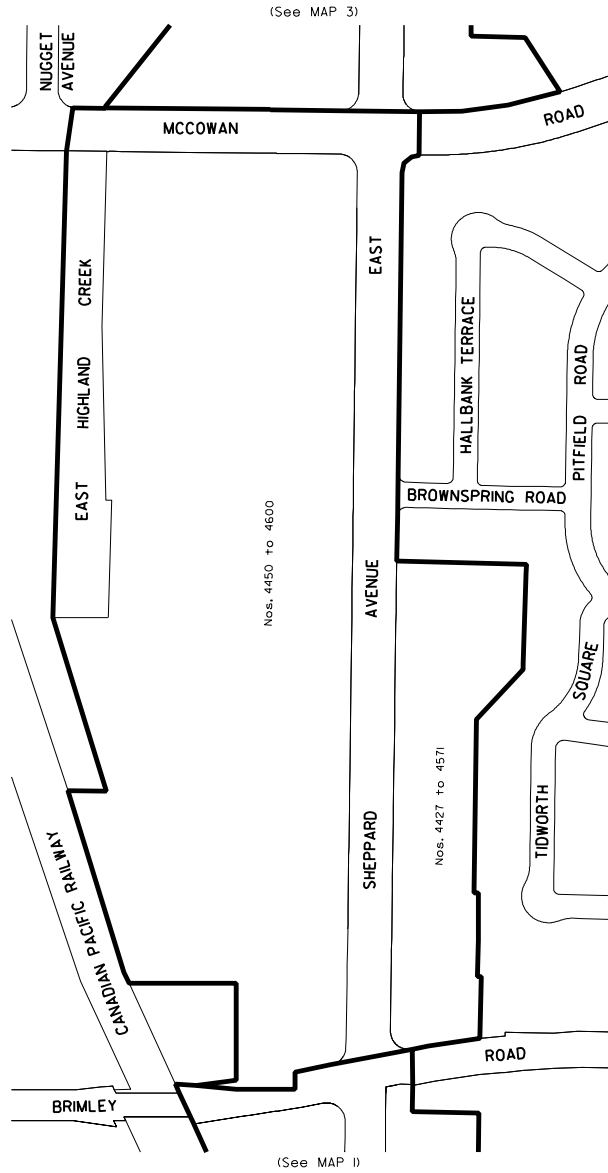 (See MAP 3)
NUGGET
AVENUE
MCCOWAN
ROAD
EAST HIGHLAND CREEK
SHEPPARD AVENUE EAST
HALLBANK TERRACE
PITFIELD ROAD
BROWNSPRING ROAD
Nos. 4450 to 4600
SQUARE
TIDWORTH
Nos. 4427 to 4571
CANADIAN PACIFIC RAILWAY
BRIMLEY
ROAD
(See MAP 1)